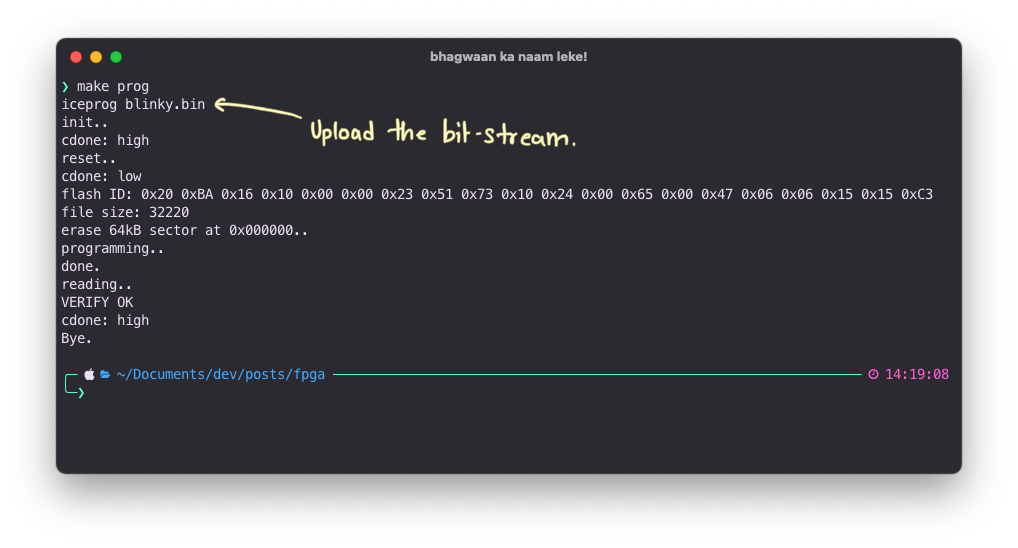 bhagwaan ka naam leke!
❯ make prog
iceprog blinky.bin
Upload the bit-stream.
init..
cdone: high
reset..
cdone: low
flash ID: 0x20 0xBA 0x16 0x10 0x00 0x00 0x23 0x51 0x73 0x10 0x24 0x00 0x65 0x00 0x47 0x06 0x06 0x15 0x15 0xC3
file size: 32220
erase 64kB sector at 0x000000..
programming..
done.
reading..
VERIFY OK
cdone: high
Bye.
~/Documents/dev/posts/fpga 14:19:08
❯